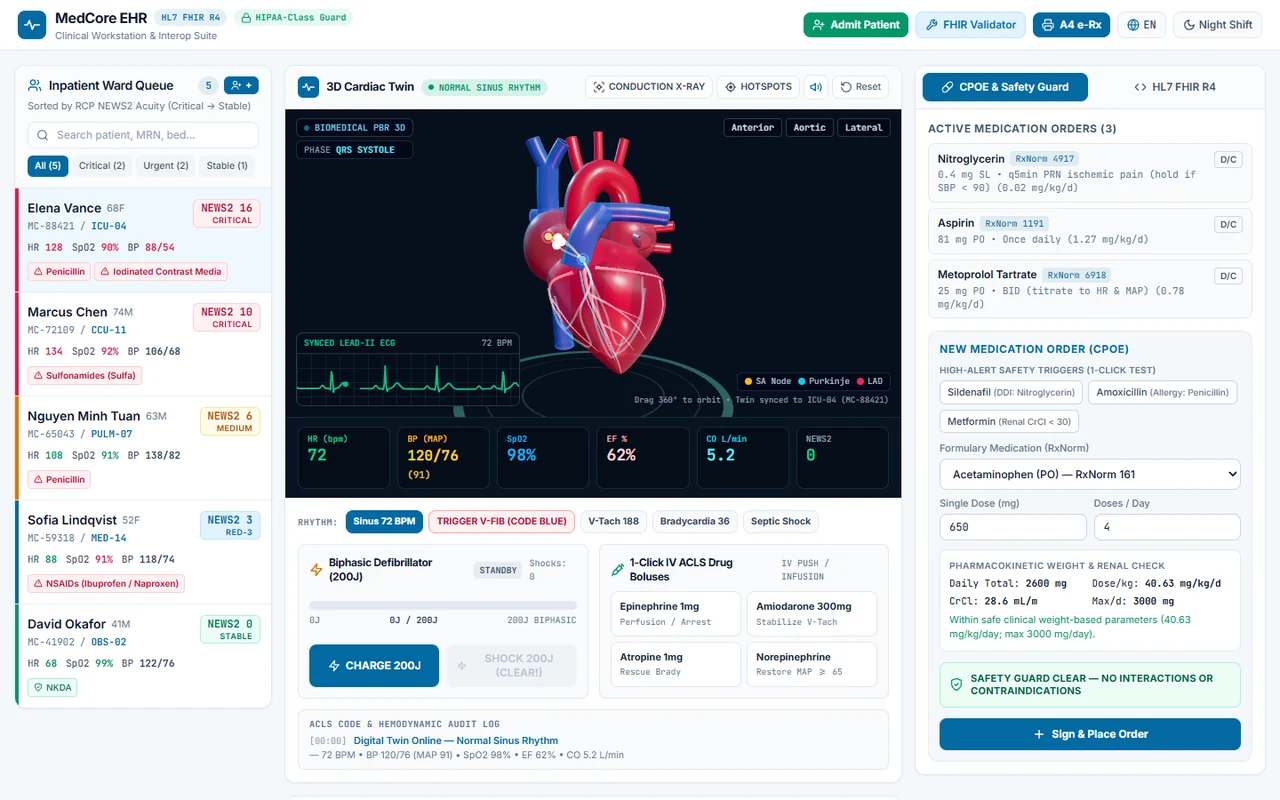 MedCore EHR
HL7 FHIR R4
HIPAA-Class Guard
Clinical Workstation & Interop Suite
Admit Patient
FHIR Validator
A4 e-Rx
EN
Night Shift
Inpatient Ward Queue
5
+
Sorted by RCP NEWS2 Acuity (Critical → Stable)
Search patient, MRN, bed...
All (5)
Critical (2)
Urgent (2)
Stable (1)
Elena Vance 68F
NEWS2 16
CRITICAL
MC-88421 / ICU-04
HR 128 SpO2 90% BP 88/54
Penicillin
Iodinated Contrast Media
Marcus Chen 74M
NEWS2 10
CRITICAL
MC-72109 / CCU-11
HR 134 SpO2 92% BP 106/68
Sulfonamides (Sulfa)
Nguyen Minh Tuan 63M
NEWS2 6
MEDIUM
MC-65043 / PULM-07
HR 108 SpO2 91% BP 138/82
Penicillin
Sofia Lindqvist 52F
NEWS2 3
RED-3
MC-59318 / MED-14
HR 88 SpO2 91% BP 118/74
NSAIDs (Ibuprofen / Naproxen)
David Okafor 41M
NEWS2 0
STABLE
MC-41902 / OBS-02
HR 68 SpO2 99% BP 122/76
NKDA
3D Cardiac Twin
NORMAL SINUS RHYTHM
CONDUCTION X-RAY
HOTSPOTS
Reset
BIOMEDICAL PBR 3D
PHASE QRS SYSTOLE
Anterior
Aortic
Lateral
SYNCED LEAD-II ECG
72 BPM
SA Node
Purkinje
LAD
Drag 360° to orbit • Twin synced to ICU-04 (MC-88421)
HR (bpm)
72
BP (MAP)
120/76
(91)
SpO2
98%
EF %
62%
CO L/min
5.2
NEWS2
0
RHYTHM:
Sinus 72 BPM
TRIGGER V-FIB (CODE BLUE)
V-Tach 188
Bradycardia 36
Septic Shock
Biphasic Defibrillator
(200J)
STANDBY
Shocks:
0
0J
0J / 200J
200J BIPHASIC
CHARGE 200J
SHOCK 200J
(CLEAR!)
1-Click IV ACLS Drug
Boluses
IV PUSH /
INFUSION
Epinephrine 1mg
Perfusion / Arrest
Amiodarone 300mg
Stabilize V-Tach
Atropine 1mg
Rescue Brady
Norepinephrine
Restore MAP ≥ 65
ACLS CODE & HEMODYNAMIC AUDIT LOG
[00:00] Digital Twin Online — Normal Sinus Rhythm
— 72 BPM • BP 120/76 (MAP 91) • SpO2 98% • EF 62% • CO 5.2 L/min
CPOE & Safety Guard
HL7 FHIR R4
ACTIVE MEDICATION ORDERS (3)
Nitroglycerin
RxNorm 4917
D/C
0.4 mg SL • q5min PRN ischemic pain (hold if
SBP < 90) (0.02 mg/kg/d)
Aspirin
RxNorm 1191
D/C
81 mg PO • Once daily (1.27 mg/kg/d)
Metoprolol Tartrate
RxNorm 6918
D/C
25 mg PO • BID (titrate to HR & MAP) (0.78
mg/kg/d)
NEW MEDICATION ORDER (CPOE)
HIGH-ALERT SAFETY TRIGGERS (1-CLICK TEST)
Sildenafil (DDI: Nitroglycerin)
Amoxicillin (Allergy: Penicillin)
Metformin (Renal CrCl < 30)
Formulary Medication (RxNorm)
Acetaminophen (PO) — RxNorm 161
Single Dose (mg)
Doses / Day
650
4
PHARMACOKINETIC WEIGHT & RENAL CHECK
Daily Total: 2600 mg
Dose/kg: 40.63 mg/kg/d
CrCl: 28.6 mL/m
Max/d: 3000 mg
Within safe clinical weight-based parameters (40.63
mg/kg/day; max 3000 mg/day).
SAFETY GUARD CLEAR — NO INTERACTIONS OR
CONTRAINDICATIONS
Sign & Place Order